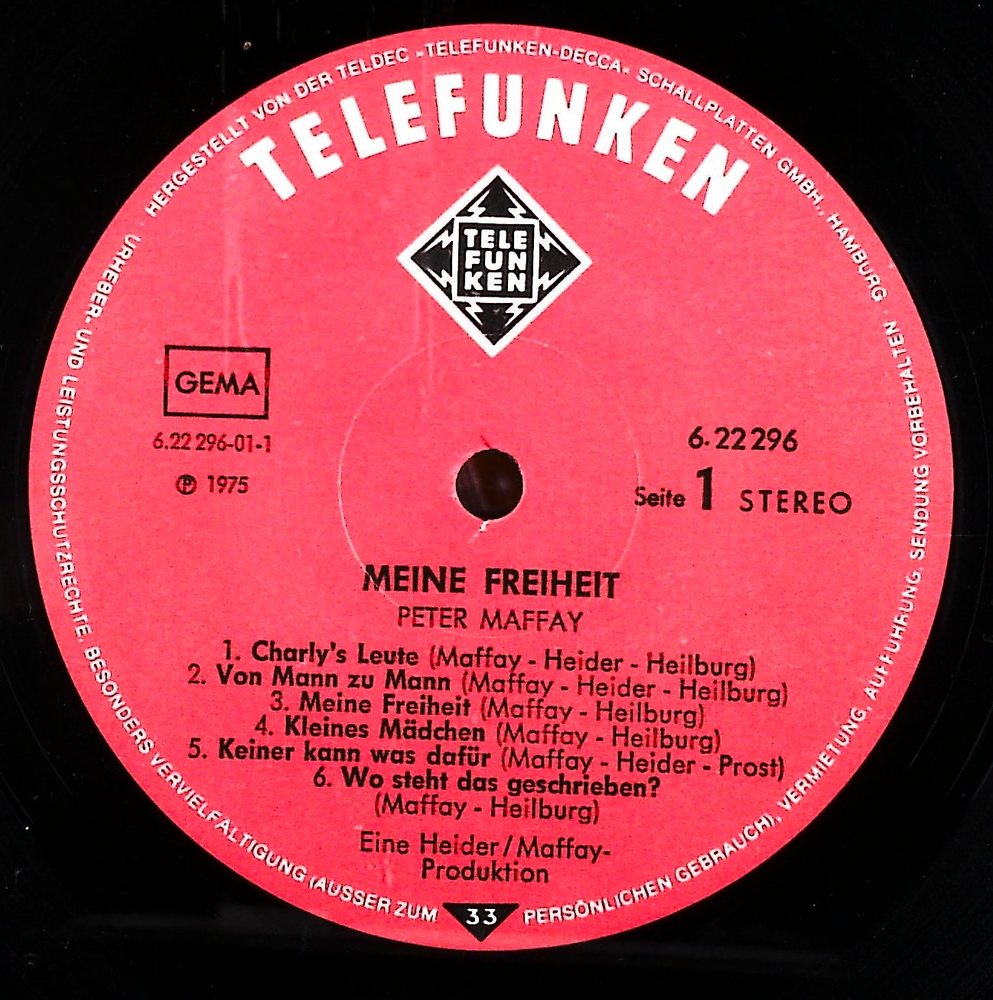 HERGESTELLT VON DER TELDEC »TELEFUNKEN-DECCA« SCHALLPLATTEN GMBH., HAMBURG · URHEBER- UND LEISTUNGSSCHUTZRECHTE, BESONDERS VERVIELFÄLTIGUNG (AUSSER ZUM PERSÖNLICHEN GEBRAUCH), VERMIETUNG, AUFFÜHRUNG, SENDUNG VORBEHALTEN ·
TELEFUNKEN
TELE
FUN
KEN
GEMA
6.22 296-01-1
℗ 1975
6.22296
Seite 1 STEREO
MEINE FREIHEIT
PETER MAFFAY
1. Charly's Leute (Maffay - Heider - Heilburg)
2. Von Mann zu Mann (Maffay - Heider - Heilburg)
3. Meine Freiheit (Maffay - Heilburg)
4. Kleines Mädchen (Maffay - Heilburg)
5. Keiner kann was dafür (Maffay - Heider - Prost)
6. Wo steht das geschrieben?
(Maffay - Heilburg)
Eine Heider/Maffay-
Produktion
33